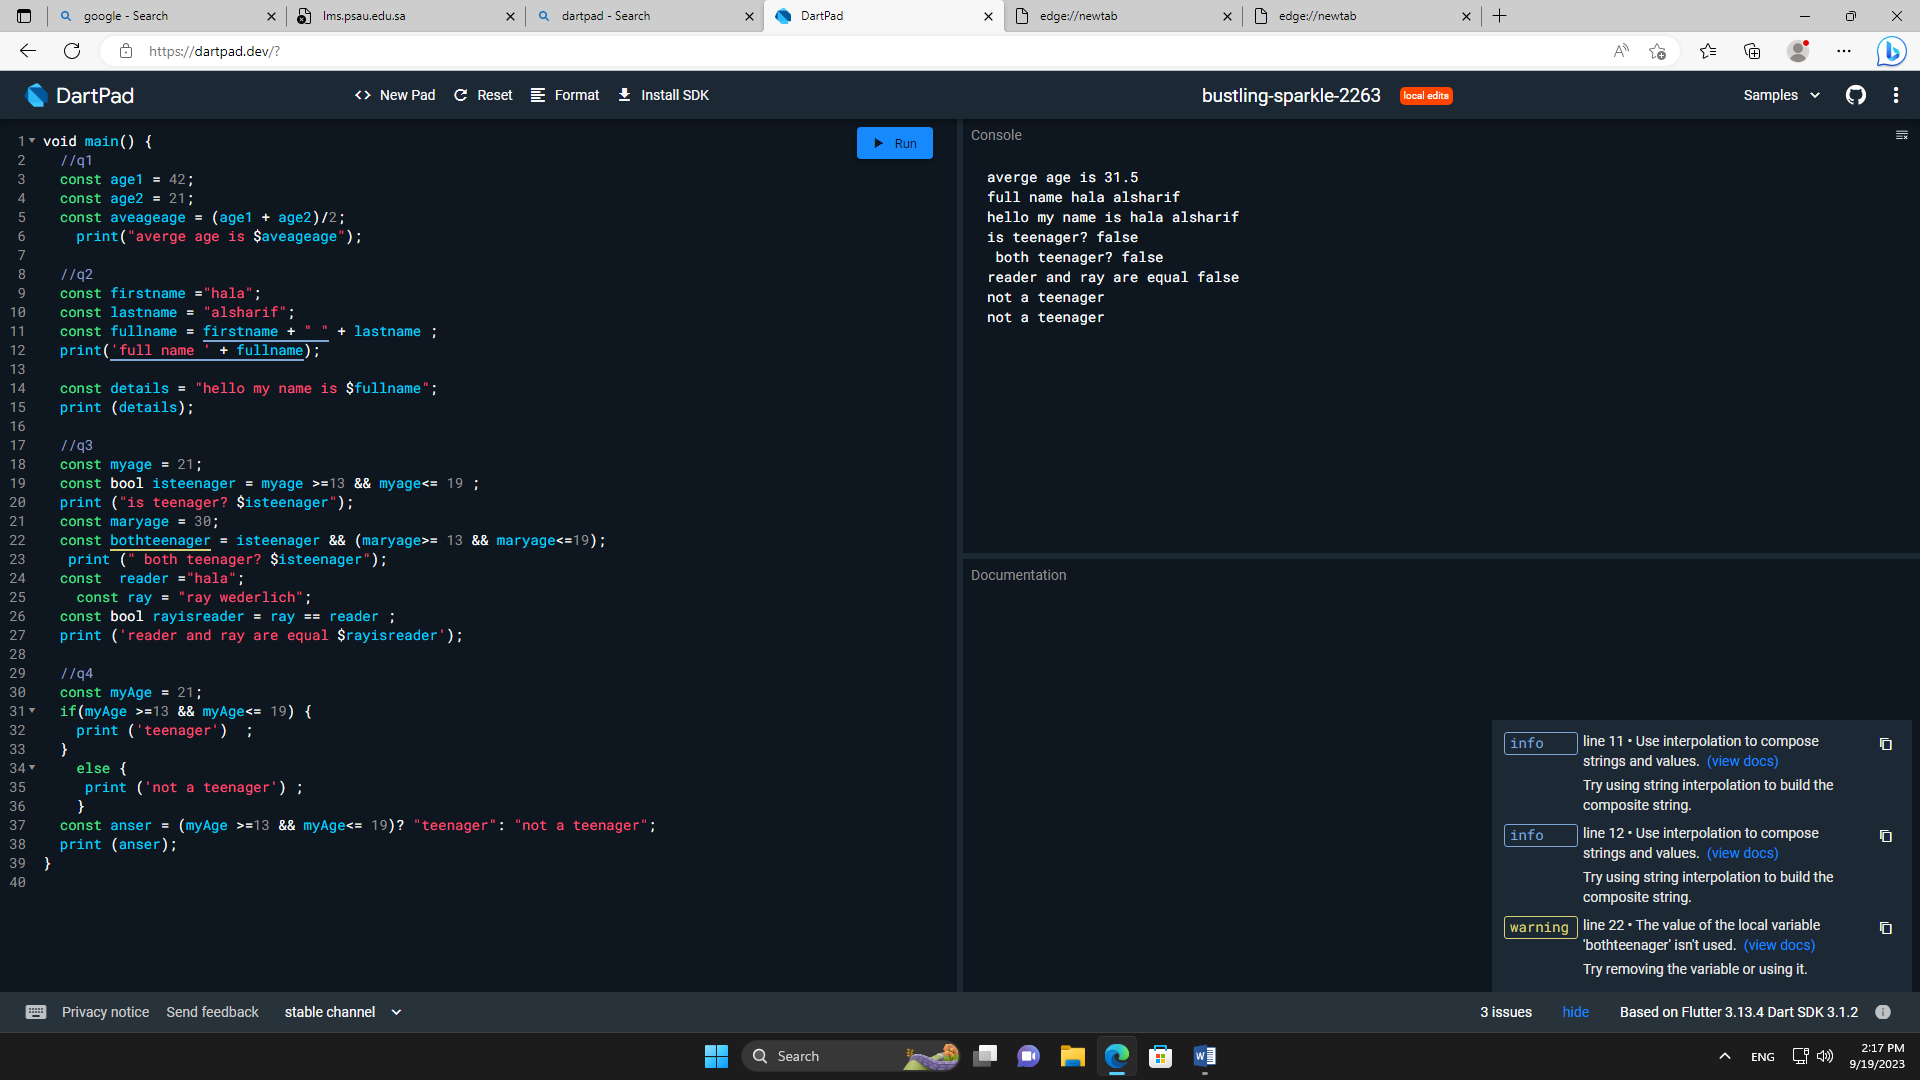 google - Search
lms.psau.edu.sa
dartpad - Search
DartPad
edge://newtab
edge://newtab
https://dartpad.dev/?
DartPad
New Pad
Reset
Format
Install SDK
bustling-sparkle-2263
local edits
Samples
1 void main() {
2 //q1
3 const age1 = 42;
4 const age2 = 21;
5 const aveageage = (age1 + age2)/2;
6 print("averge age is $aveageage");
7
8 //q2
9 const firstname ="hala";
10 const lastname = "alsharif";
11 const fullname = firstname + " " + lastname ;
12 print('full name ' + fullname);
13
14 const details = "hello my name is $fullname";
15 print (details);
16
17 //q3
18 const myage = 21;
19 const bool isteenager = myage >=13 && myage<= 19 ;
20 print ("is teenager? $isteenager");
21 const maryage = 30;
22 const bothteenager = isteenager && (maryage>= 13 && maryage<=19);
23 print (" both teenager? $isteenager");
24 const  reader ="hala";
25 const ray = "ray wederlich";
26 const bool rayisreader = ray == reader ;
27 print ('reader and ray are equal $rayisreader');
28
29 //q4
30 const myAge = 21;
31 if(myAge >=13 && myAge<= 19) {
32 print ('teenager')  ;
33 }
34 else {
35 print ('not a teenager') ;
36 }
37 const anser = (myAge >=13 && myAge<= 19)? "teenager": "not a teenager";
38 print (anser);
39 }
40
Run
Console
averge age is 31.5
full name hala alsharif
hello my name is hala alsharif
is teenager? false
both teenager? false
reader and ray are equal false
not a teenager
not a teenager
Documentation
info line 11 • Use interpolation to compose
strings and values. (view docs)
Try using string interpolation to build the
composite string.
info line 12 • Use interpolation to compose
strings and values. (view docs)
Try using string interpolation to build the
composite string.
warning line 22 • The value of the local variable
'bothteenager' isn't used. (view docs)
Try removing the variable or using it.
Privacy notice
Send feedback
stable channel
3 issues
hide
Based on Flutter 3.13.4 Dart SDK 3.1.2
Search
ENG
2:17 PM
9/19/2023